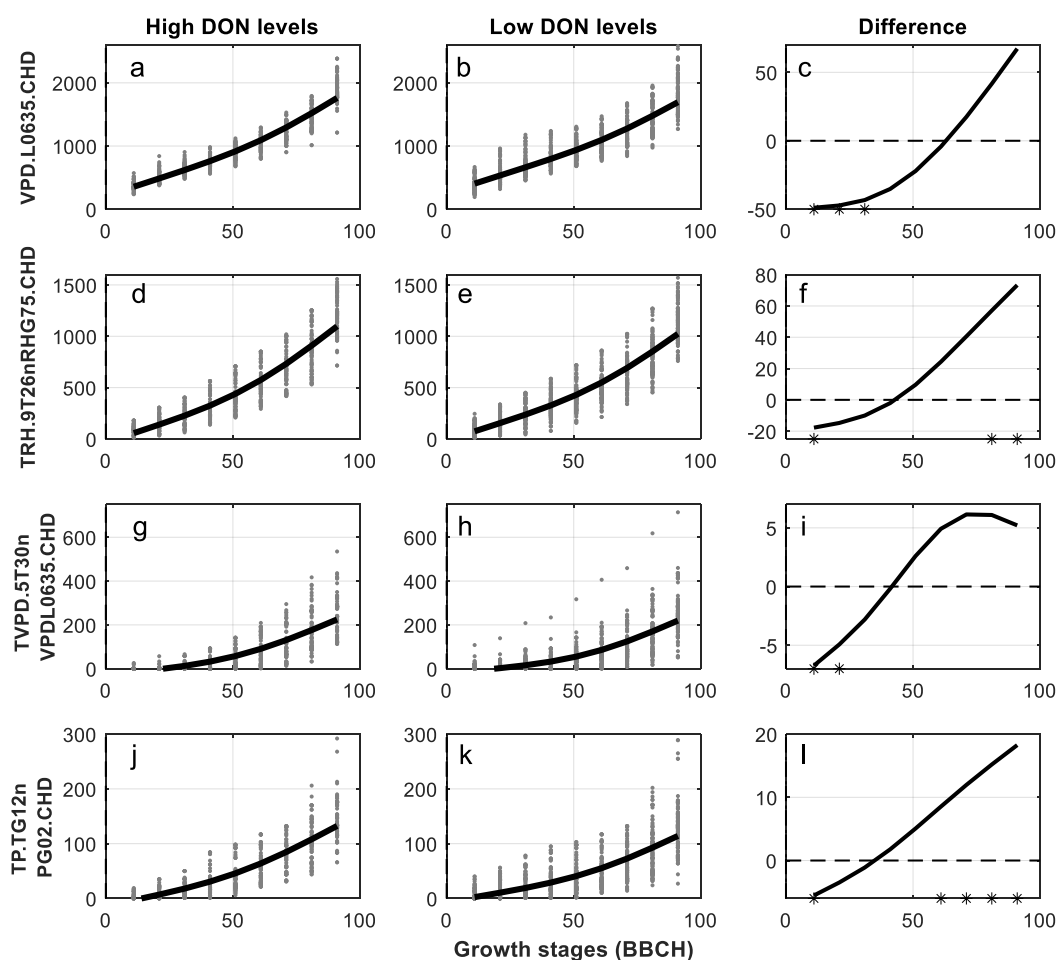 High DON levels Low DON levels Difference
VPD.L0635.CHD
a b c
2000 2000 50
1000 1000 0
0 0 -50
0 50 100 0 50 100 0 50 100
TRH.9T26nRHG75.CHD
d e f
1500 1500 80
60
1000 1000 40
20
500 500 0
0 0 -20
0 50 100 0 50 100 0 50 100
TVPD.5T30n
VPDL0635.CHD
g h i
600 600 5
400 400 0
200 200 -5
0 0
0 50 100 0 50 100 0 50 100
TP.TG12n
PG02.CHD
j k l
300 300 20
200 200 10
100 100 0
0 0
0 50 100 0 50 100 0 50 100
Growth stages (BBCH)